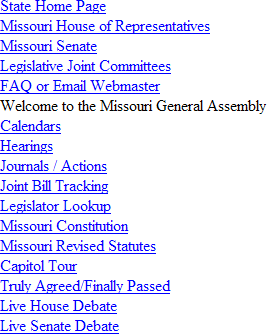 State Home Page
Missouri House of Representatives
Missouri Senate
Legislative Joint Committees
FAQ or Email Webmaster
Welcome to the Missouri General Assembly
Calendars
Hearings
Journals / Actions
Joint Bill Tracking
Legislator Lookup
Missouri Constitution
Missouri Revised Statutes
Capitol Tour
Truly Agreed/Finally Passed
Live House Debate
Live Senate Debate